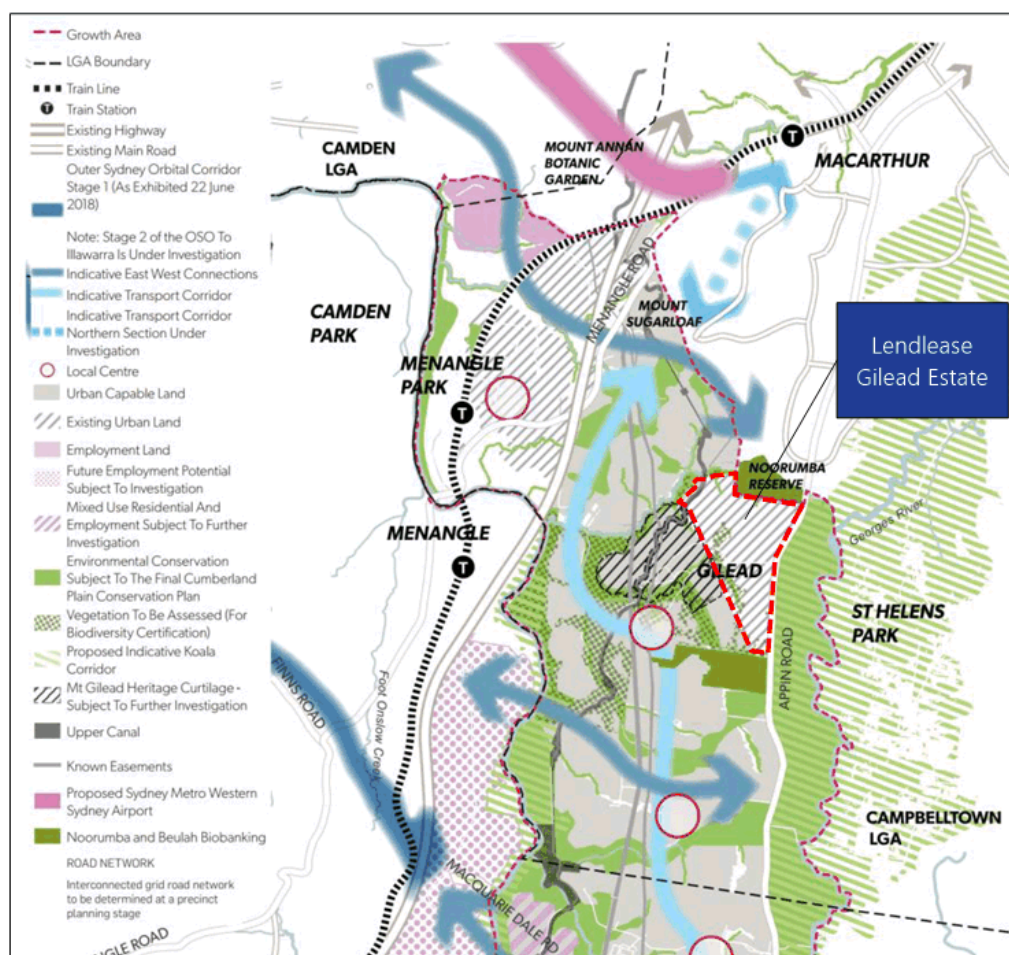 Growth Area
LGA Boundary
Train Line
T
Train Station
Existing Highway
Existing Main Road
Outer Sydney Orbital Corridor
Stage 1 (As Exhibited 22 June
2018)
Note: Stage 2 of the OSO To
Illawarra Is Under Investigation
Indicative East West Connections
Indicative Transport Corridor
Indicative Transport Corridor
Northern Section Under
Investigation
Local Centre
Urban Capable Land
Existing Urban Land
Employment Land
Future Employment Potential
Subject To Investigation
Mixed Use Residential And
Employment Subject To Further
Investigation
Environmental Conservation
Subject To The Final Cumberland
Plain Conservation Plan
Vegetation To Be Assessed (For
Biodiversity Certification)
Proposed Indicative Koala
Corridor
Mt Gilead Heritage Curtilage -
Subject To Further Investigation
Upper Canal
Known Easements
Proposed Sydney Metro Western
Sydney Airport
Noorumba and Beulah Biobanking
ROAD NETWORK
Interconnected grid road network
to be determined at a precinct
planning stage
CAMDEN
LGA
MOUNT ANNAN
BOTANIC
GARDEN
T
MACARTHUR
MENANGLE ROAD
CAMDEN
PARK
MOUNT
SUGARLOAF
Lendlease
Gilead Estate
MENANGLE
PARK
T
NOORUMBA
RESERVE
Georges River
MENANGLE
T
GILEAD
ST HELENS
PARK
APPIN ROAD
FINNS ROAD
Foot Onslow Creek
CAMPBELLTOWN
LGA
MACQUARIE DALE RD
NGLE ROAD